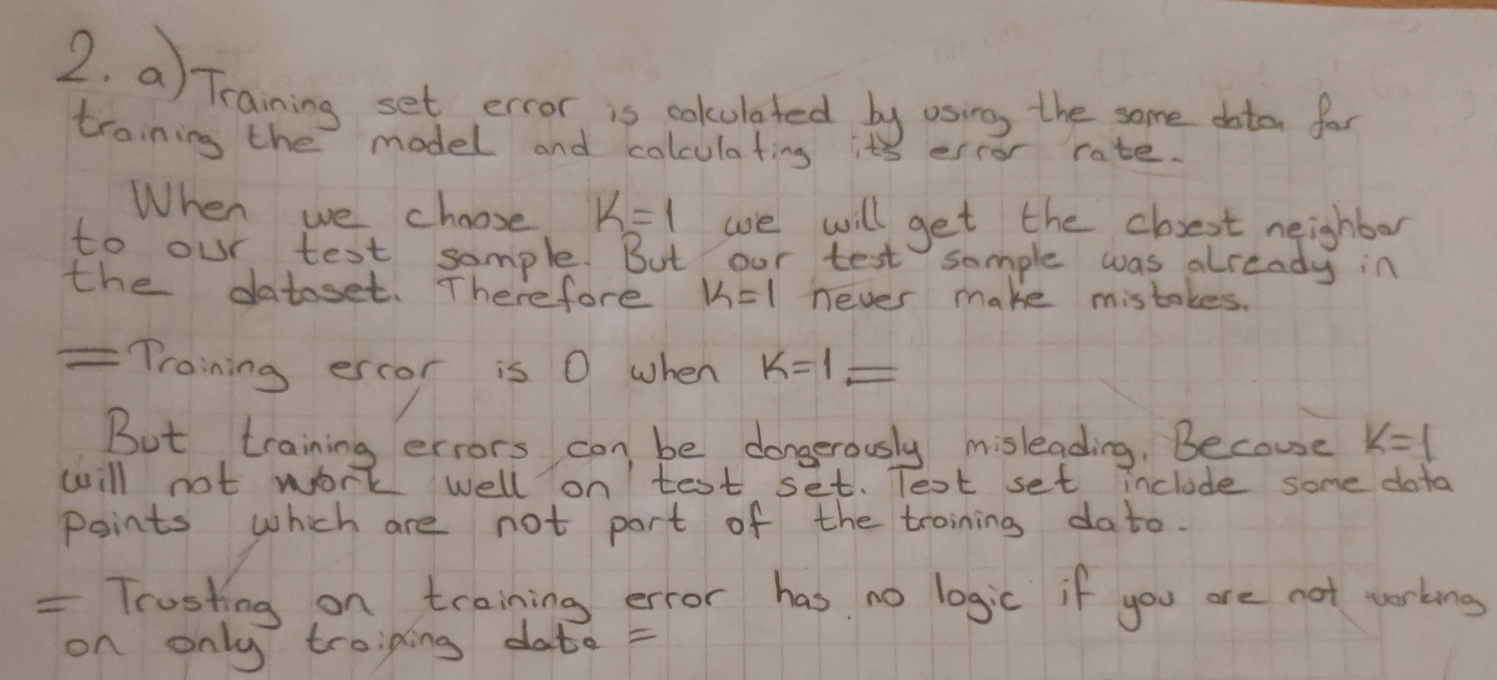 2. a) Training set error is calculated by using the same data for
training the model and calculating its error rate.
When we choose K=1 we will get the closest neighbor
to our test sample. But our test sample was already in
the dataset. Therefore K=1 never make mistakes.
= Training error is 0 when K=1 =
But training errors can be dangerously misleading. Because K=1
will not work well on test set. Test set include some data
points which are not part of the training data.
= Trusting on training error has no logic if you are not working
on only training data =